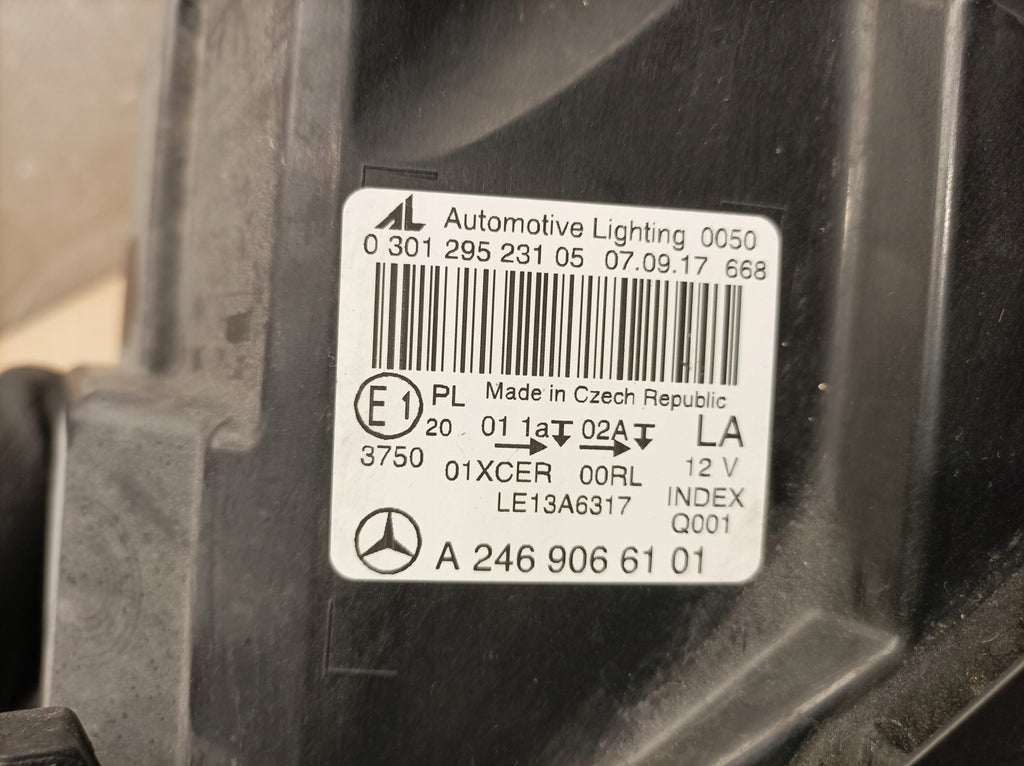 AL Automotive Lighting 0050
0 301 295 231 05 07.09.17 668
E1 PL Made in Czech Republic
20 01 1a 02A LA
3750 01XCER 00RL 12 V
LE13A6317 INDEX
Q001
A 246 906 61 01